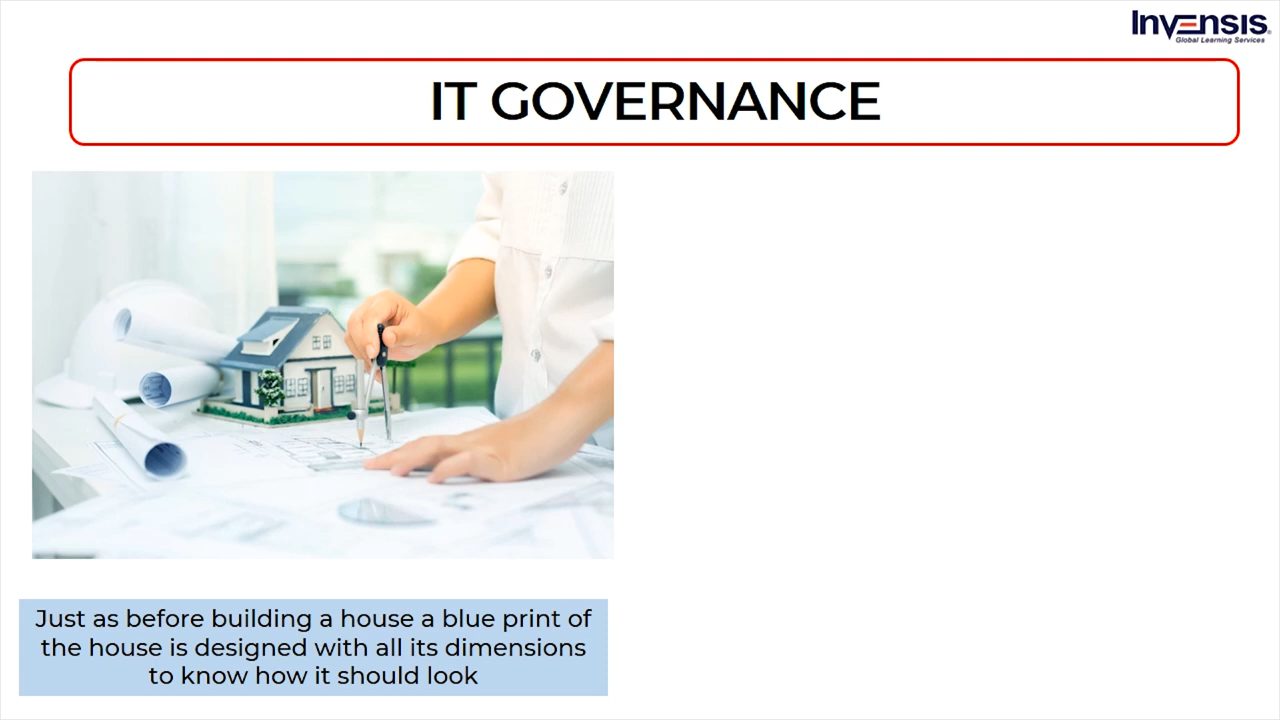 Invensis
Global Learning Services
IT GOVERNANCE
Just as before building a house a blue print of
the house is designed with all its dimensions
to know how it should look